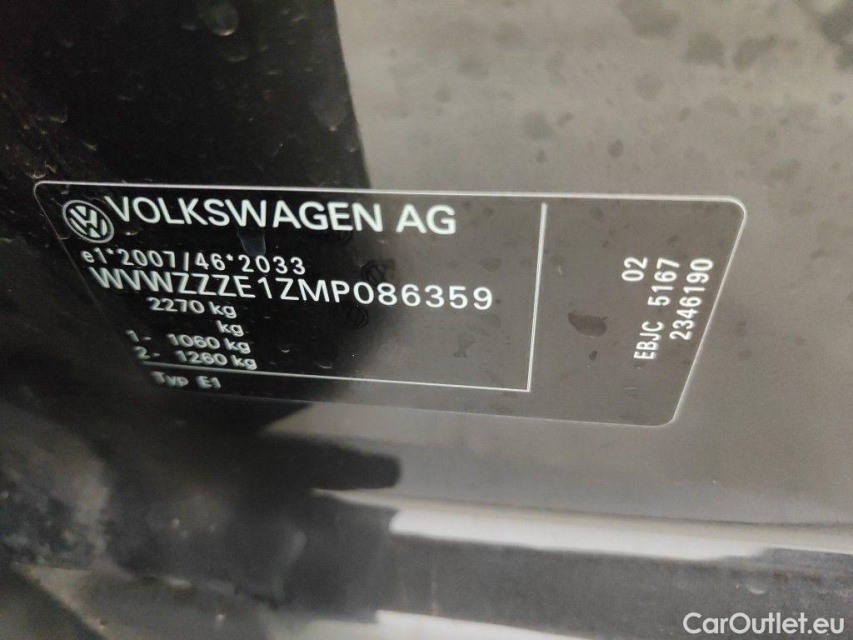 VOLKSWAGEN AG
e1*2007/46*2033
WVWZZZE1ZMP086359
2270 kg
kg
1- 1060 kg
2- 1260 kg
Typ E1
02
EBJC 5167
2346190
CarOutlet.eu